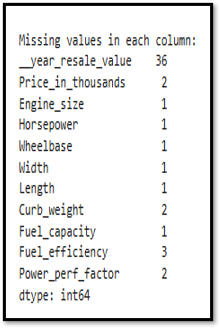 Missing values in each column:
__year_resale_value 36
Price_in_thousands 2
Engine_size 1
Horsepower 1
Wheelbase 1
Width 1
Length 1
Curb_weight 2
Fuel_capacity 1
Fuel_efficiency 3
Power_perf_factor 2
dtype: int64